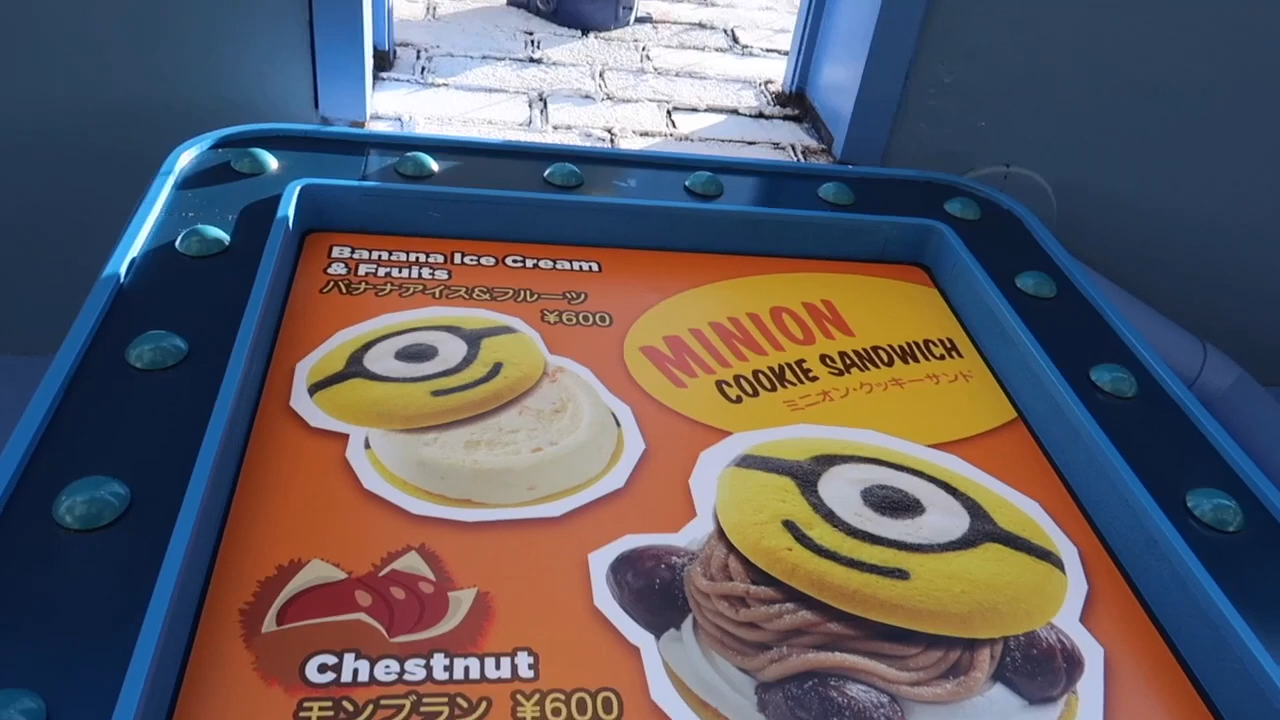 Banana Ice Cream
& Fruits
バナナアイス&フルーツ
¥600
MINION
COOKIE SANDWICH
ミニオン・クッキーサンド
Chestnut
モンブラン ¥600